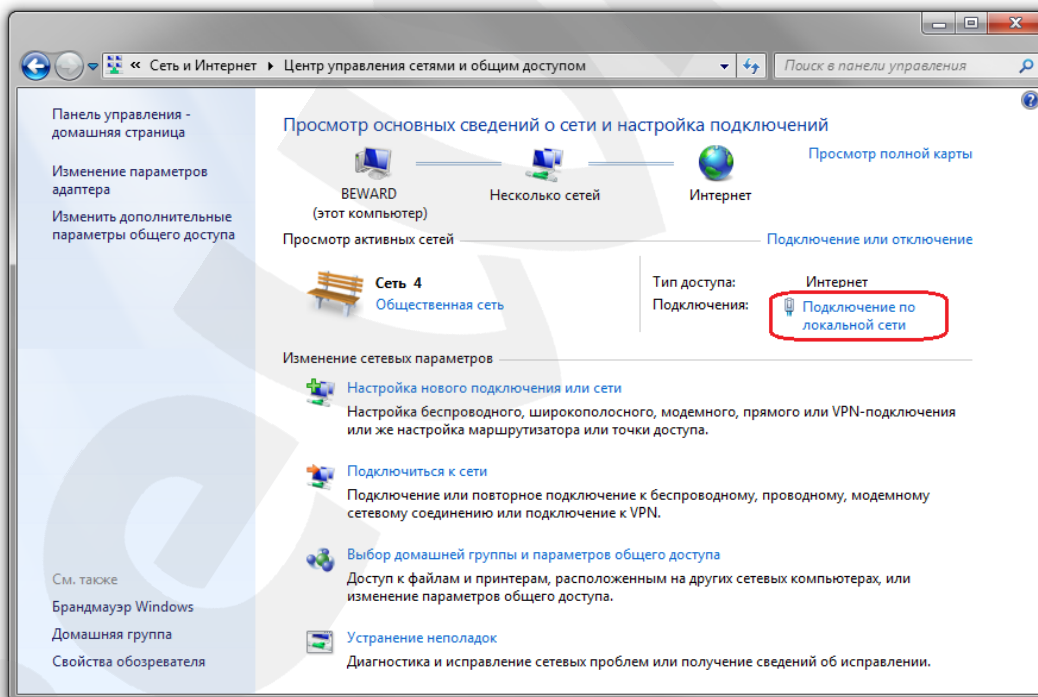 « Сеть и Интернет ▸ Центр управления сетями и общим доступом
Поиск в панели управления
Панель управления -
домашняя страница
Изменение параметров
адаптера
Изменить дополнительные
параметры общего доступа
См. также
Брандмауэр Windows
Домашняя группа
Свойства обозревателя
Просмотр основных сведений о сети и настройка подключений
Просмотр полной карты
BEWARD
(этот компьютер)
Несколько сетей
Интернет
Просмотр активных сетей
Подключение или отключение
Сеть 4
Общественная сеть
Тип доступа: Интернет
Подключения: Подключение по
локальной сети
Изменение сетевых параметров
Настройка нового подключения или сети
Настройка беспроводного, широкополосного, модемного, прямого или VPN-подключения
или же настройка маршрутизатора или точки доступа.
Подключиться к сети
Подключение или повторное подключение к беспроводному, проводному, модемному
сетевому соединению или подключение к VPN.
Выбор домашней группы и параметров общего доступа
Доступ к файлам и принтерам, расположенным на других сетевых компьютерах, или
изменение параметров общего доступа.
Устранение неполадок
Диагностика и исправление сетевых проблем или получение сведений об исправлении.